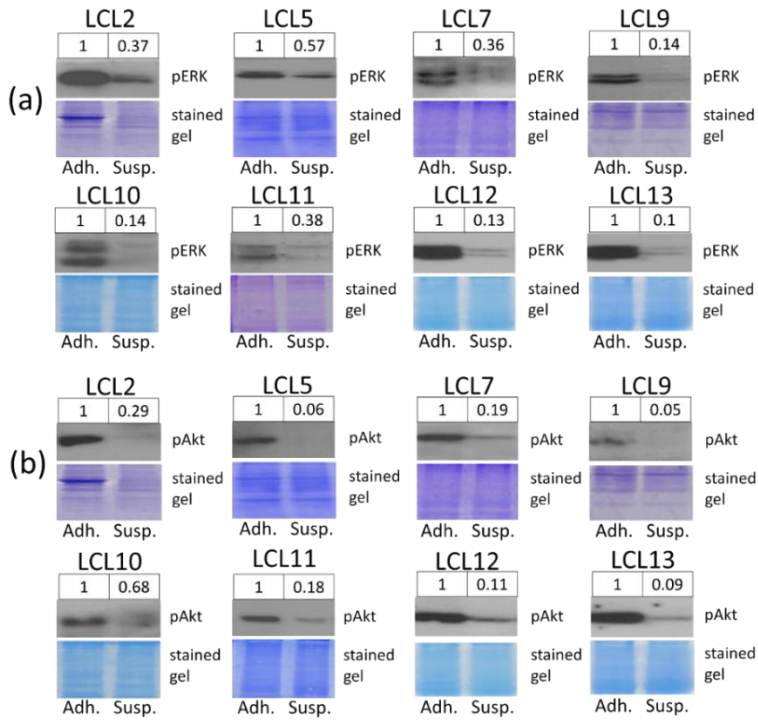 LCL2 LCL5 LCL7 LCL9
1 0.37 1 0.57 1 0.36 1 0.14
pERK pERK pERK pERK
(a)
stained stained stained stained
gel gel gel gel
Adh. Susp. Adh. Susp. Adh. Susp. Adh. Susp.
LCL10 LCL11 LCL12 LCL13
1 0.14 1 0.38 1 0.13 1 0.1
pERK pERK pERK pERK
stained stained stained stained
gel gel gel gel
Adh. Susp. Adh. Susp. Adh. Susp. Adh. Susp.
LCL2 LCL5 LCL7 LCL9
1 0.29 1 0.06 1 0.19 1 0.05
pAkt pAkt pAkt pAkt
(b)
stained stained stained stained
gel gel gel gel
Adh. Susp. Adh. Susp. Adh. Susp. Adh. Susp.
LCL10 LCL11 LCL12 LCL13
1 0.68 1 0.18 1 0.11 1 0.09
pAkt pAkt pAkt pAkt
stained stained stained stained
gel gel gel gel
Adh. Susp. Adh. Susp. Adh. Susp. Adh. Susp.